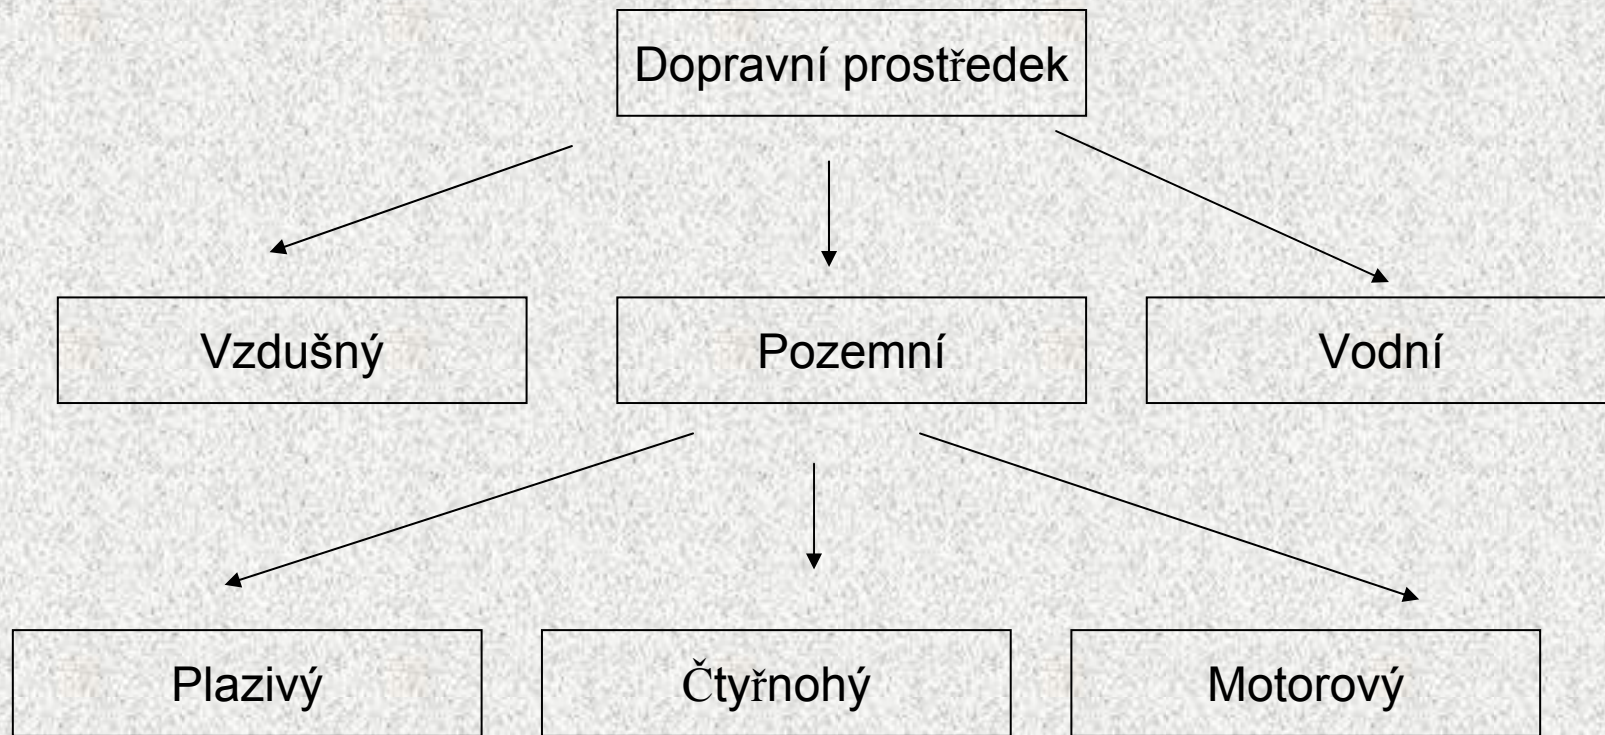 Dopravní prostředek
Vzdušný
Pozemní
Vodní
Plazivý
Čtyřnohý
Motorový